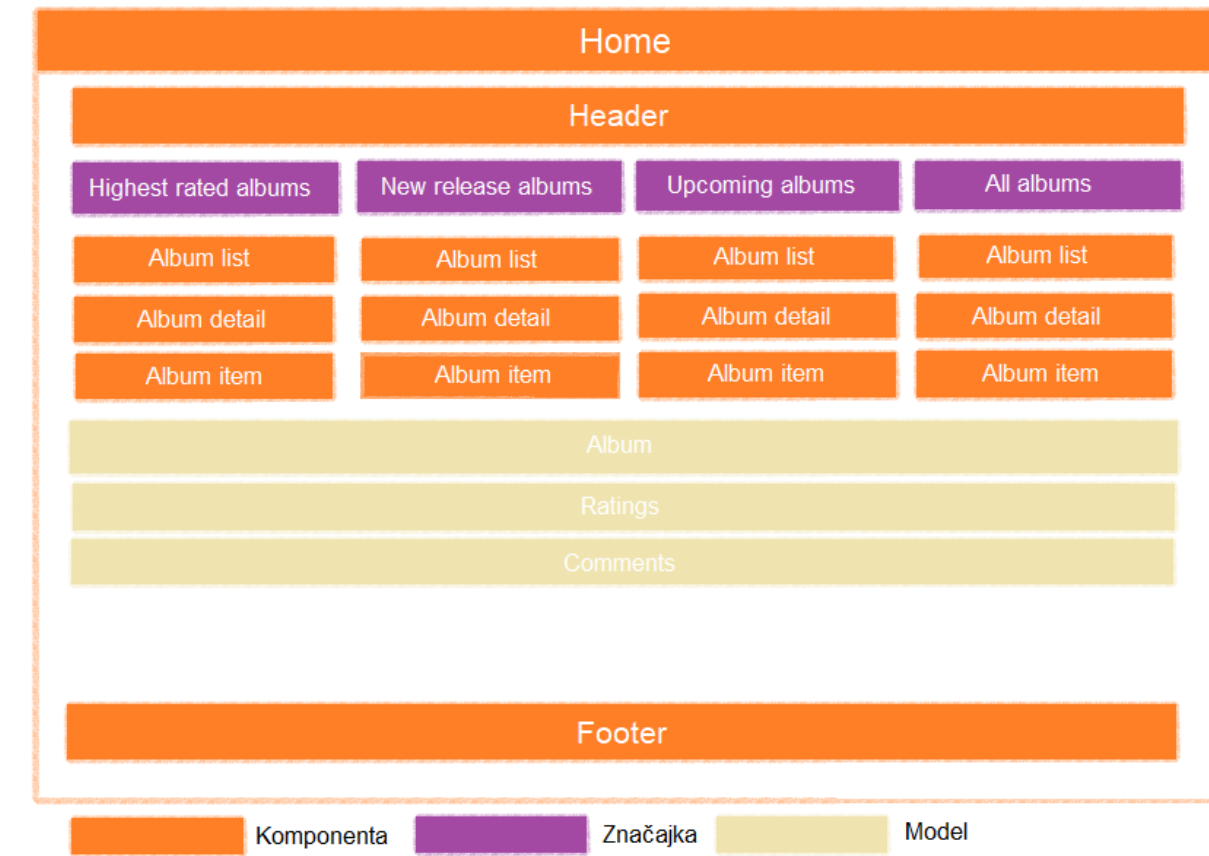 Home
Header
Highest rated albums
New release albums
Upcoming albums
All albums
Album list
Album list
Album list
Album list
Album detail
Album detail
Album detail
Album detail
Album item
Album item
Album item
Album item
Album
Ratings
Comments
Footer
Komponenta
Značajka
Model